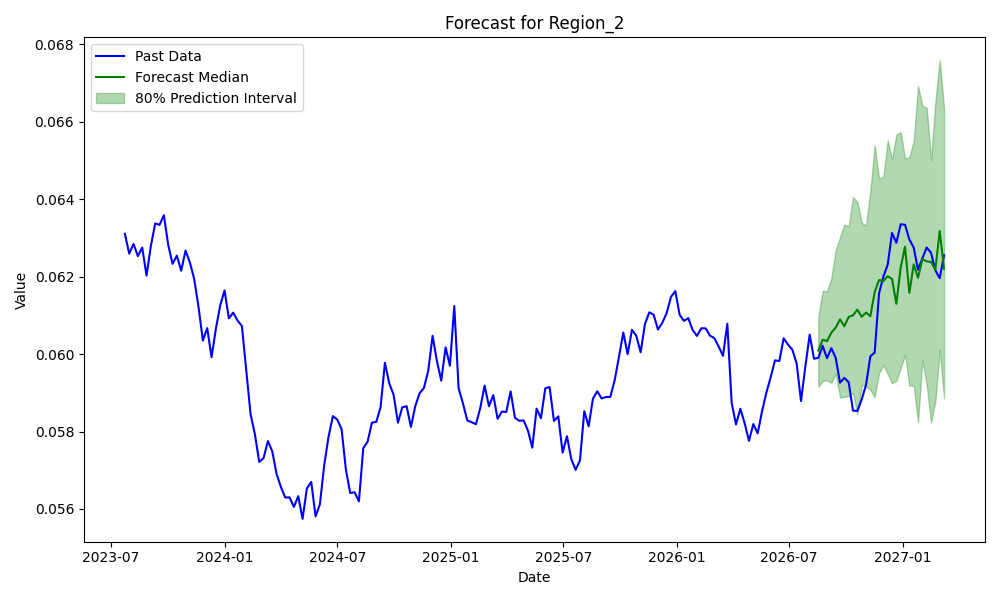 Forecast for Region_2
Past Data
Forecast Median
80% Prediction Interval
0.068
0.066
0.064
0.062
0.060
0.058
0.056
Value
2023-07
2024-01
2024-07
2025-01
2025-07
2026-01
2026-07
2027-01
Date